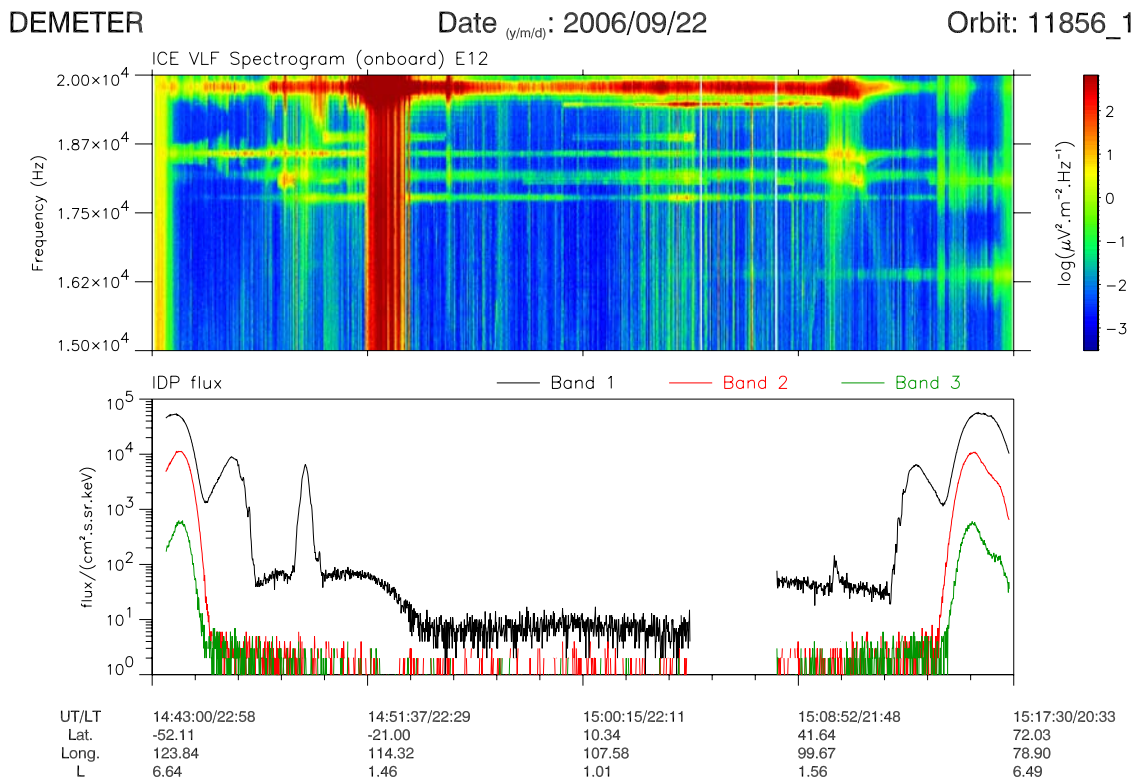 DEMETER Date (y/m/d): 2006/09/22 Orbit: 11856_1
ICE VLF Spectrogram (onboard) E12
2.00×10⁴
1.87×10⁴
1.75×10⁴
1.62×10⁴
1.50×10⁴
Frequency (Hz)
2
1
0
−1
−2
−3
log(μV².m⁻².Hz⁻¹)
IDP flux Band 1 Band 2 Band 3
10⁵
10⁴
10³
10²
10¹
10⁰
flux/(cm².s.sr.keV)
UT/LT 14:43:00/22:58 14:51:37/22:29 15:00:15/22:11 15:08:52/21:48 15:17:30/20:33
Lat. -52.11 -21.00 10.34 41.64 72.03
Long. 123.84 114.32 107.58 99.67 78.90
L 6.64 1.46 1.01 1.56 6.49